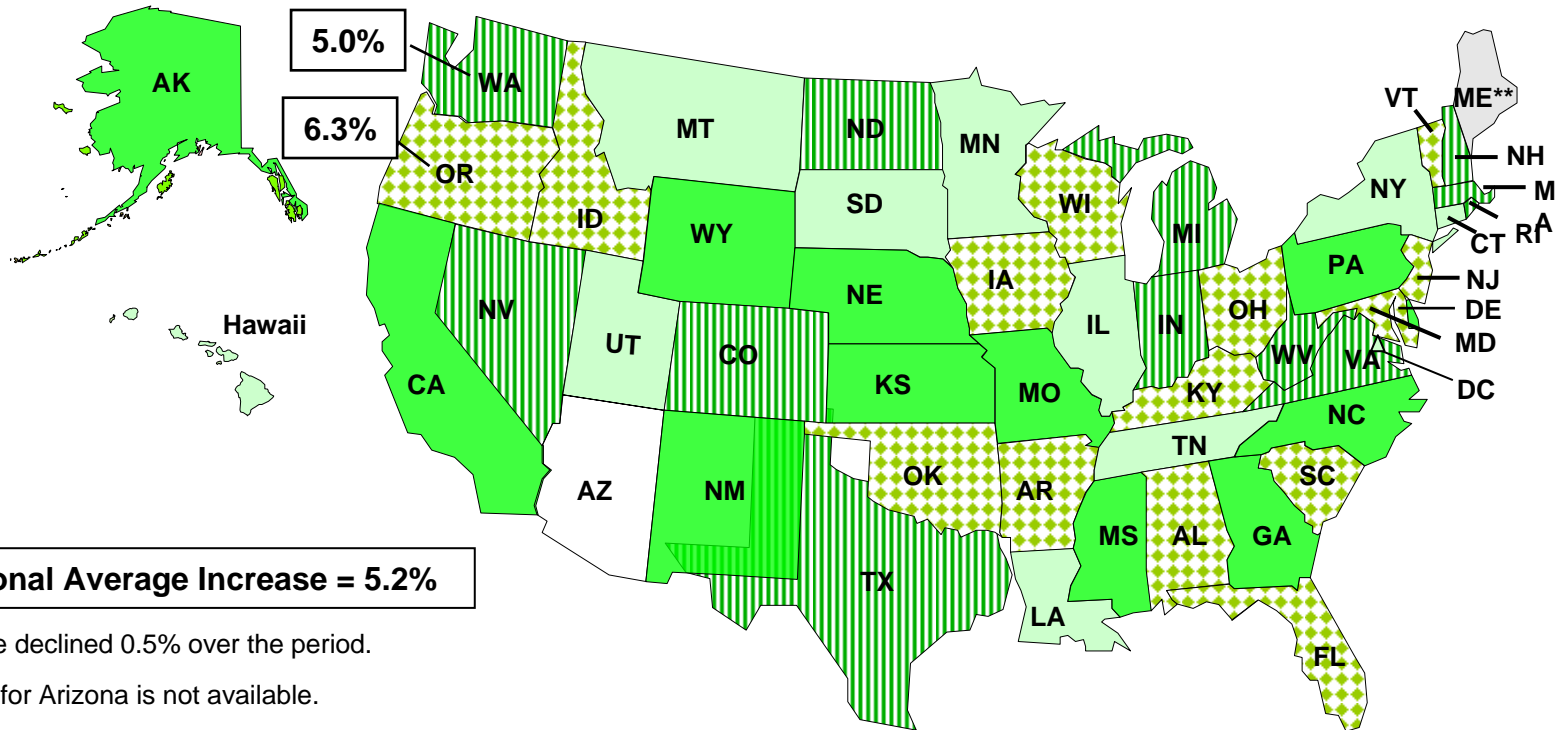 5.0%
AK
WA
VT
ME**
6.3%
MT
ND
MN
NH
OR
WI
NY
M
A
SD
ID
MI
RI
CT
WY
PA
NJ
IA
NE
OH
DE
NV
Hawaii
IL
IN
UT
CO
WV
VA
MD
CA
KS
MO
KY
DC
NC
TN
OK
SC
AZ
NM
AR
MS
AL
GA
onal Average Increase = 5.2%
TX
LA
e declined 0.5% over the period.
FL
for Arizona is not available.